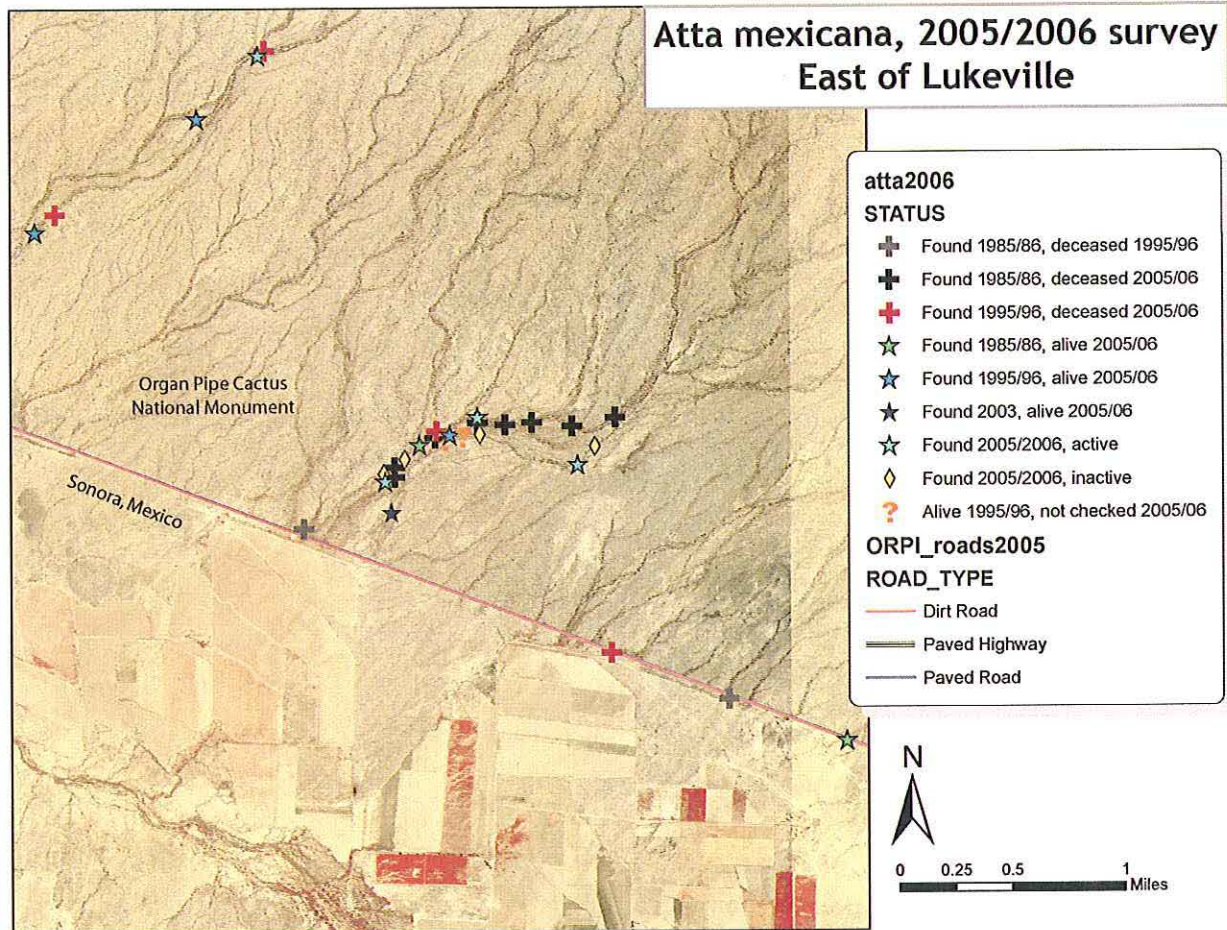 Atta mexicana, 2005/2006 survey
East of Lukeville
atta2006
STATUS
Found 1985/86, deceased 1995/96
Found 1985/86, deceased 2005/06
Found 1995/96, deceased 2005/06
Found 1985/86, alive 2005/06
Found 1995/96, alive 2005/06
Found 2003, alive 2005/06
Found 2005/2006, active
Found 2005/2006, inactive
? Alive 1995/96, not checked 2005/06
ORPI_roads2005
ROAD_TYPE
Dirt Road
Paved Highway
Paved Road
Organ Pipe Cactus
National Monument
? ?
Sonora, Mexico
N
0 0.25 0.5 1
Miles